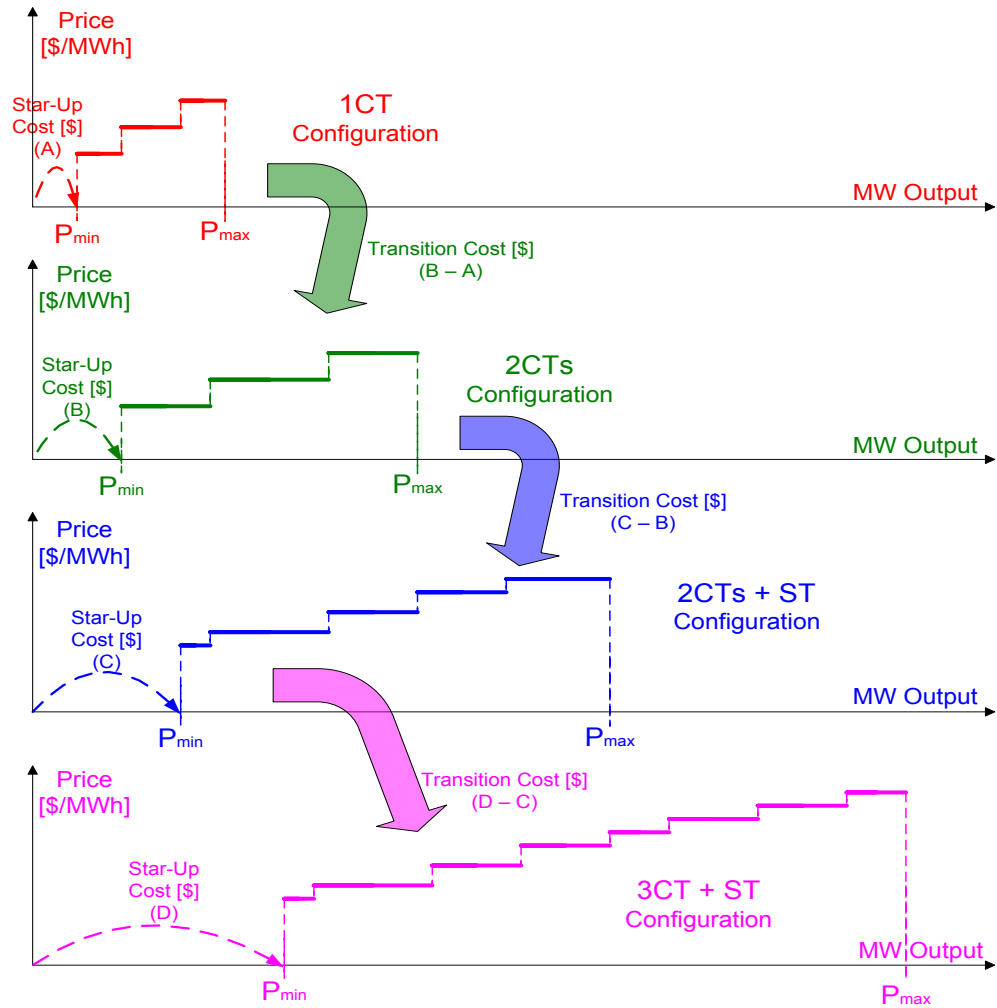 Price
[$/MWh]
Star-Up
Cost [$]
(A)
1CT
Configuration
MW Output
Pmin
Pmax
Transition Cost [$]
(B – A)
Price
[$/MWh]
Star-Up
Cost [$]
(B)
2CTs
Configuration
MW Output
Pmin
Pmax
Transition Cost [$]
(C – B)
Price
[$/MWh]
Star-Up
Cost [$]
(C)
2CTs + ST
Configuration
MW Output
Pmin
Pmax
Transition Cost [$]
(D – C)
Price
[$/MWh]
Star-Up
Cost [$]
(D)
3CT + ST
Configuration
MW Output
Pmin
Pmax